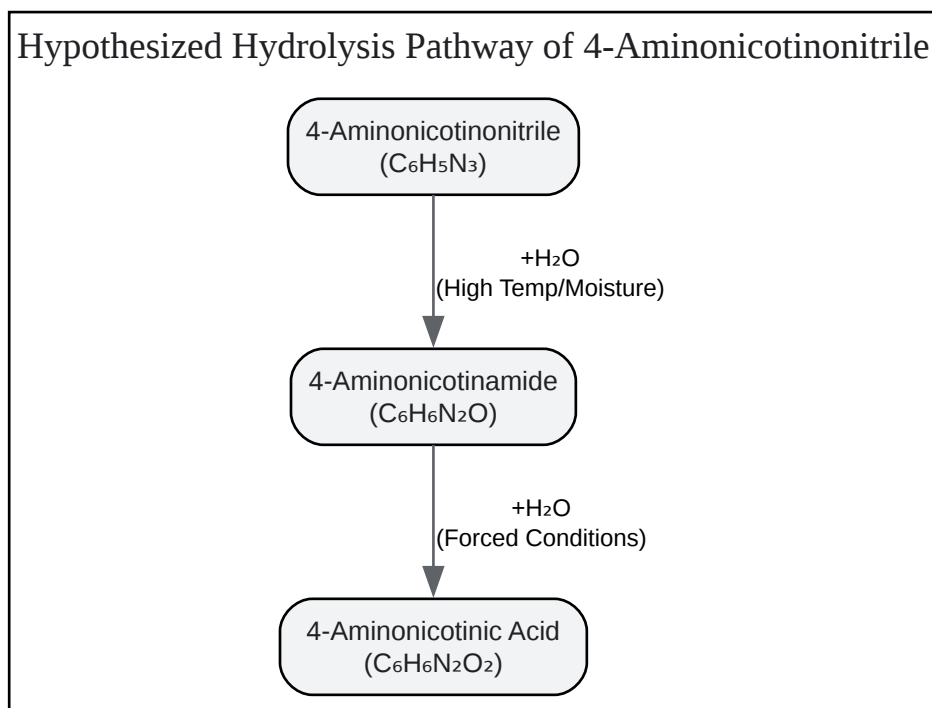 Hypothesized Hydrolysis Pathway of 4-Aminonicotinonitrile
4-Aminonicotinonitrile
(C₆H₅N₃)
+H₂O
(High Temp/Moisture)
4-Aminonicotinamide
(C₆H₆N₂O)
+H₂O
(Forced Conditions)
4-Aminonicotinic Acid
(C₆H₆N₂O₂)